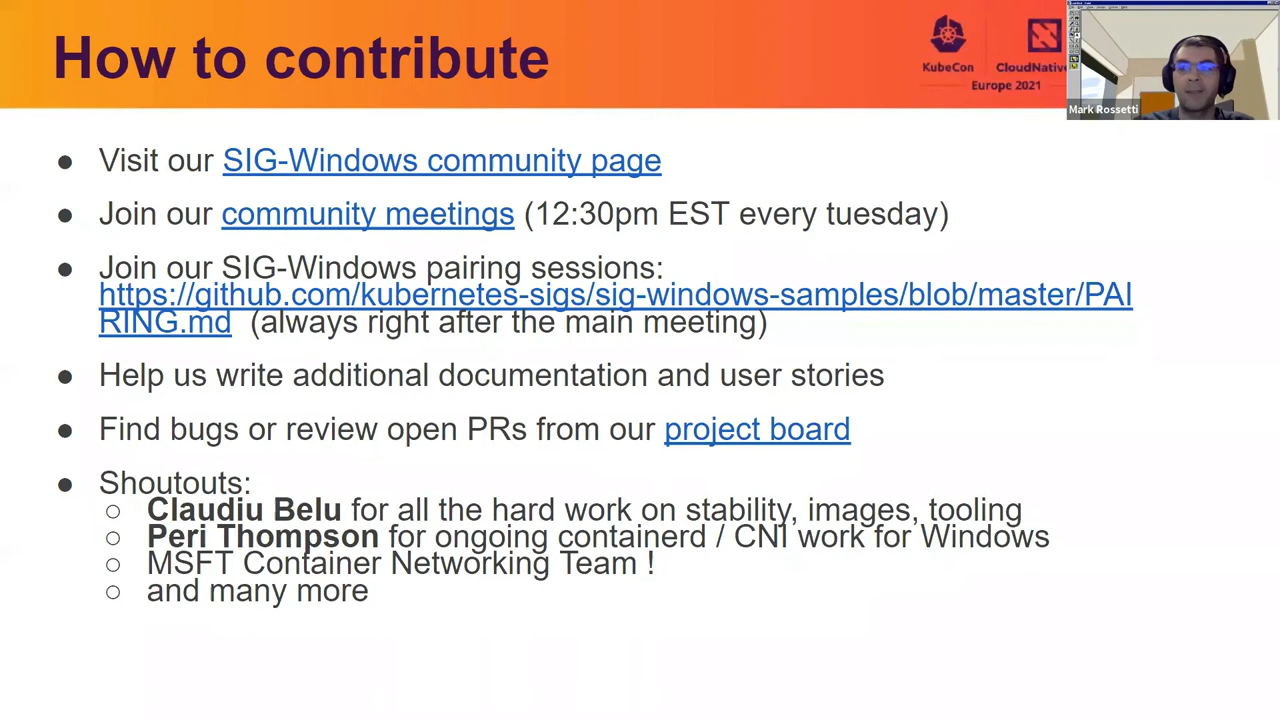 How to contribute
KubeCon
CloudNative
Europe 2021
Mark Rossetti
● Visit our SIG-Windows community page
● Join our community meetings (12:30pm EST every tuesday)
● Join our SIG-Windows pairing sessions:
https://github.com/kubernetes-sigs/sig-windows-samples/blob/master/PAI
RING.md (always right after the main meeting)
● Help us write additional documentation and user stories
● Find bugs or review open PRs from our project board
● Shoutouts:
○ Claudiu Belu for all the hard work on stability, images, tooling
○ Peri Thompson for ongoing containerd / CNI work for Windows
○ MSFT Container Networking Team !
○ and many more